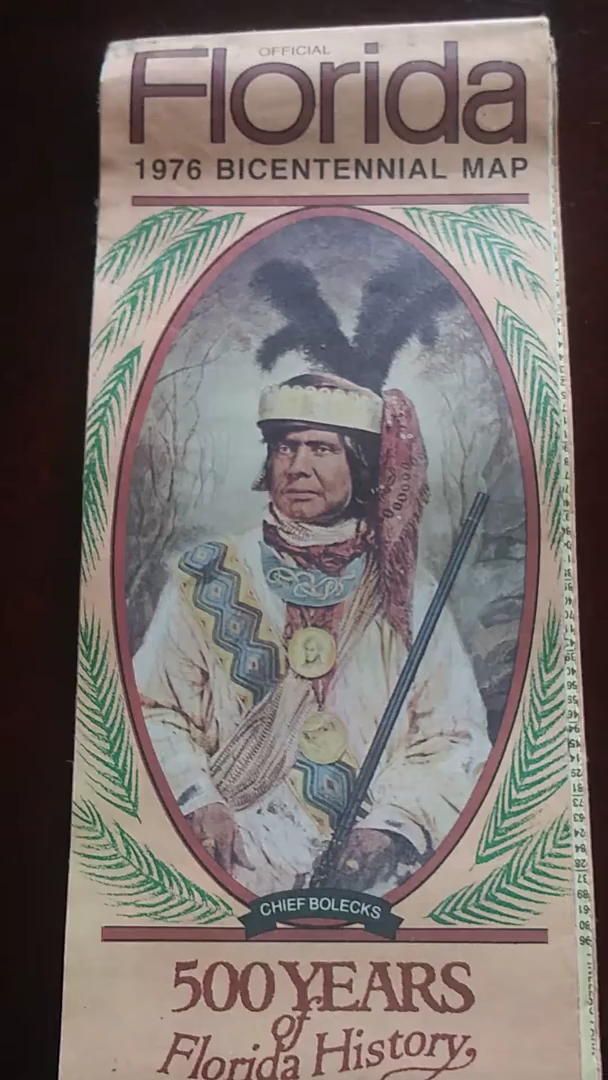 OFFICIAL
Florida
1976 BICENTENNIAL MAP
CHIEF BOLECKS
500 YEARS
of
Florida History,